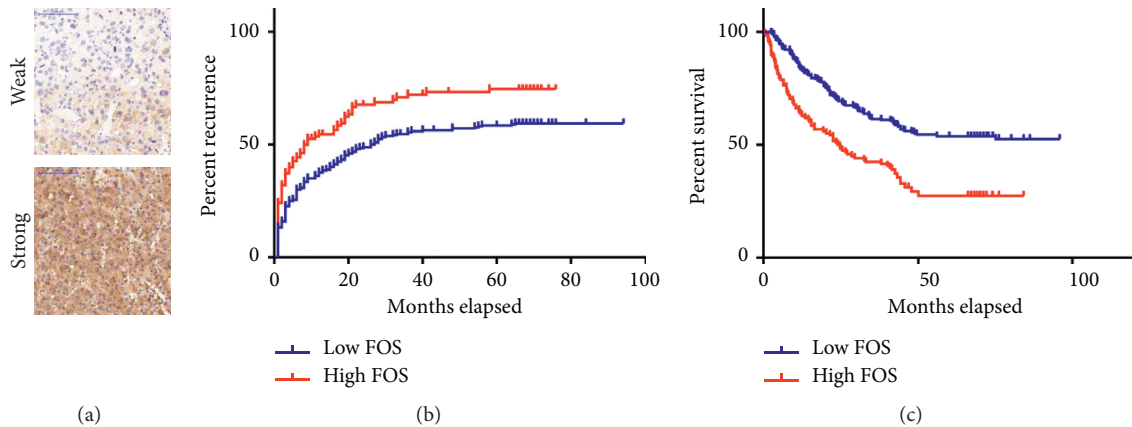 Weak
Strong
(a)
100
50
0
Percent recurrence
0 20 40 60 80 100
Months elapsed
Low FOS
High FOS
(b)
100
50
0
Percent survival
0 50 100
Months elapsed
Low FOS
High FOS
(c)